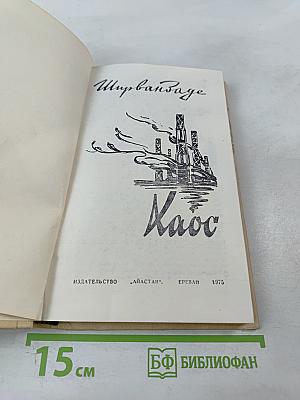 Ширванзаде
Хаос
ИЗДАТЕЛЬСТВО „АЙАСТАН“. ЕРЕВАН 1975
15 см
БФ БИБЛИОФАН